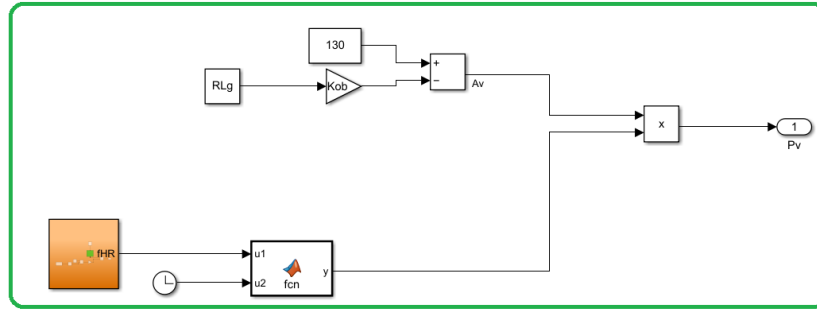 130
+
−
RLg
Kob
Av
x
1
Pv
fHR
u1
u2
y
fcn